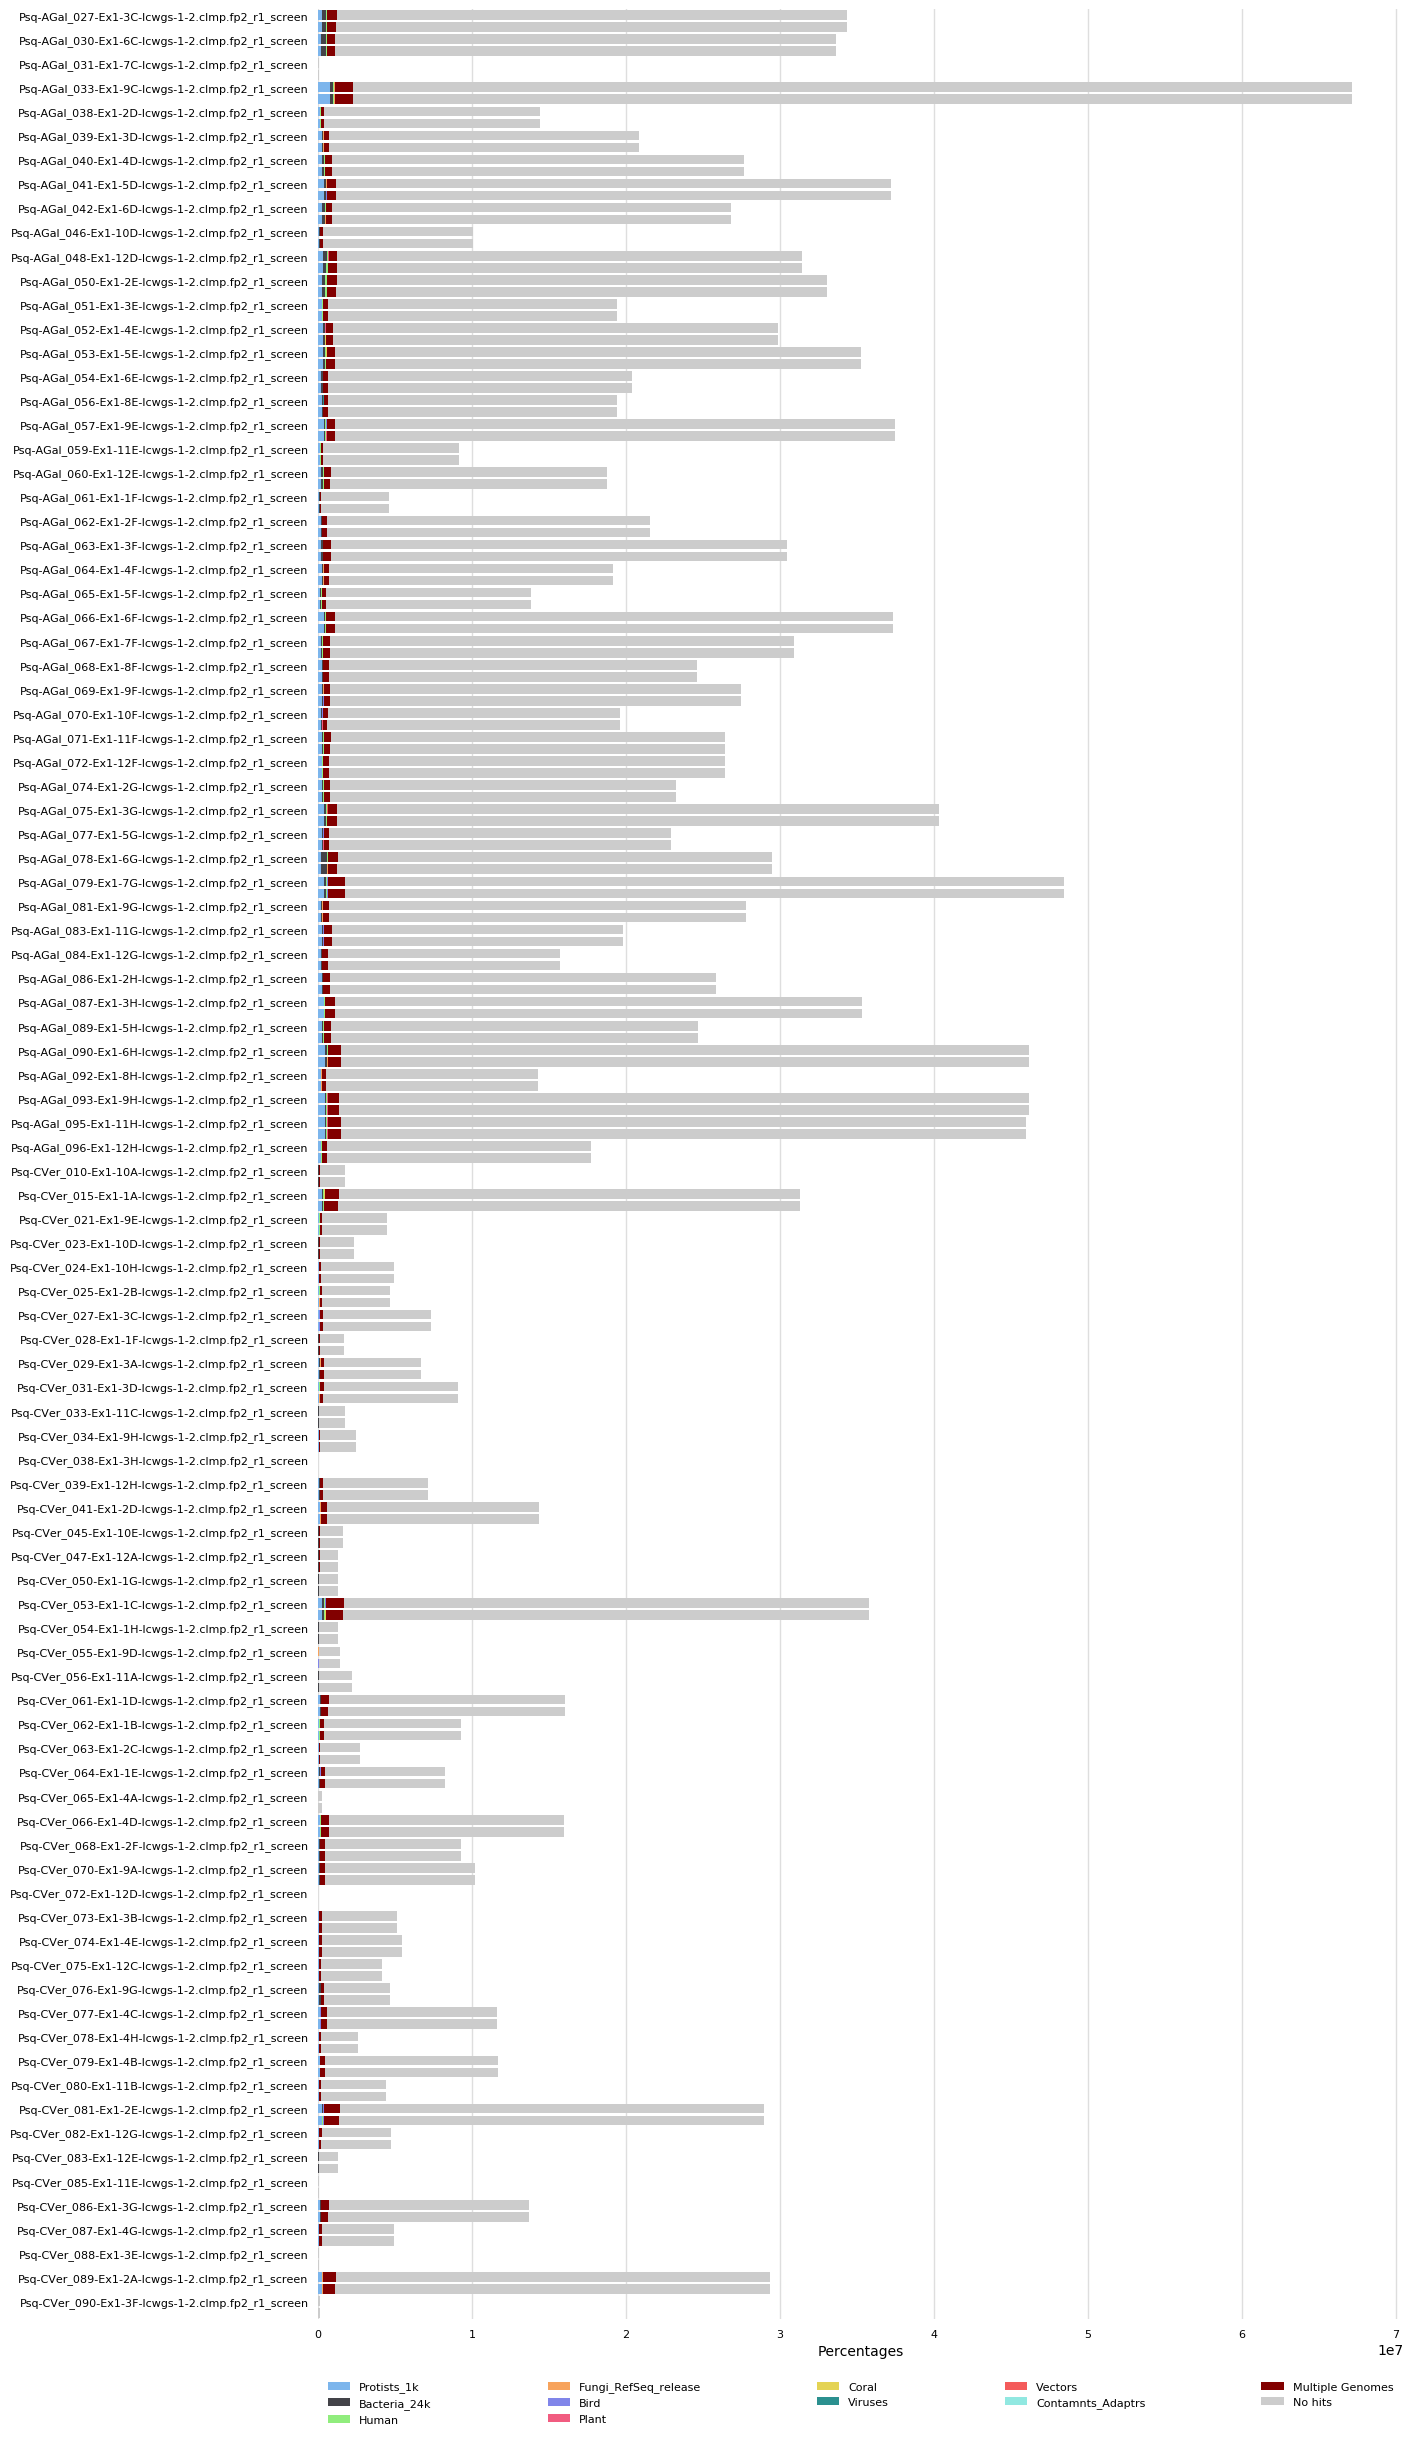 Psq-AGal_027-Ex1-3C-lcwgs-1-2.clmp.fp2_r1_screen
Psq-AGal_030-Ex1-6C-lcwgs-1-2.clmp.fp2_r1_screen
Psq-AGal_031-Ex1-7C-lcwgs-1-2.clmp.fp2_r1_screen
Psq-AGal_033-Ex1-9C-lcwgs-1-2.clmp.fp2_r1_screen
Psq-AGal_038-Ex1-2D-lcwgs-1-2.clmp.fp2_r1_screen
Psq-AGal_039-Ex1-3D-lcwgs-1-2.clmp.fp2_r1_screen
Psq-AGal_040-Ex1-4D-lcwgs-1-2.clmp.fp2_r1_screen
Psq-AGal_041-Ex1-5D-lcwgs-1-2.clmp.fp2_r1_screen
Psq-AGal_042-Ex1-6D-lcwgs-1-2.clmp.fp2_r1_screen
Psq-AGal_046-Ex1-10D-lcwgs-1-2.clmp.fp2_r1_screen
Psq-AGal_048-Ex1-12D-lcwgs-1-2.clmp.fp2_r1_screen
Psq-AGal_050-Ex1-2E-lcwgs-1-2.clmp.fp2_r1_screen
Psq-AGal_051-Ex1-3E-lcwgs-1-2.clmp.fp2_r1_screen
Psq-AGal_052-Ex1-4E-lcwgs-1-2.clmp.fp2_r1_screen
Psq-AGal_053-Ex1-5E-lcwgs-1-2.clmp.fp2_r1_screen
Psq-AGal_054-Ex1-6E-lcwgs-1-2.clmp.fp2_r1_screen
Psq-AGal_056-Ex1-8E-lcwgs-1-2.clmp.fp2_r1_screen
Psq-AGal_057-Ex1-9E-lcwgs-1-2.clmp.fp2_r1_screen
Psq-AGal_059-Ex1-11E-lcwgs-1-2.clmp.fp2_r1_screen
Psq-AGal_060-Ex1-12E-lcwgs-1-2.clmp.fp2_r1_screen
Psq-AGal_061-Ex1-1F-lcwgs-1-2.clmp.fp2_r1_screen
Psq-AGal_062-Ex1-2F-lcwgs-1-2.clmp.fp2_r1_screen
Psq-AGal_063-Ex1-3F-lcwgs-1-2.clmp.fp2_r1_screen
Psq-AGal_064-Ex1-4F-lcwgs-1-2.clmp.fp2_r1_screen
Psq-AGal_065-Ex1-5F-lcwgs-1-2.clmp.fp2_r1_screen
Psq-AGal_066-Ex1-6F-lcwgs-1-2.clmp.fp2_r1_screen
Psq-AGal_067-Ex1-7F-lcwgs-1-2.clmp.fp2_r1_screen
Psq-AGal_068-Ex1-8F-lcwgs-1-2.clmp.fp2_r1_screen
Psq-AGal_069-Ex1-9F-lcwgs-1-2.clmp.fp2_r1_screen
Psq-AGal_070-Ex1-10F-lcwgs-1-2.clmp.fp2_r1_screen
Psq-AGal_071-Ex1-11F-lcwgs-1-2.clmp.fp2_r1_screen
Psq-AGal_072-Ex1-12F-lcwgs-1-2.clmp.fp2_r1_screen
Psq-AGal_074-Ex1-2G-lcwgs-1-2.clmp.fp2_r1_screen
Psq-AGal_075-Ex1-3G-lcwgs-1-2.clmp.fp2_r1_screen
Psq-AGal_077-Ex1-5G-lcwgs-1-2.clmp.fp2_r1_screen
Psq-AGal_078-Ex1-6G-lcwgs-1-2.clmp.fp2_r1_screen
Psq-AGal_079-Ex1-7G-lcwgs-1-2.clmp.fp2_r1_screen
Psq-AGal_081-Ex1-9G-lcwgs-1-2.clmp.fp2_r1_screen
Psq-AGal_083-Ex1-11G-lcwgs-1-2.clmp.fp2_r1_screen
Psq-AGal_084-Ex1-12G-lcwgs-1-2.clmp.fp2_r1_screen
Psq-AGal_086-Ex1-2H-lcwgs-1-2.clmp.fp2_r1_screen
Psq-AGal_087-Ex1-3H-lcwgs-1-2.clmp.fp2_r1_screen
Psq-AGal_089-Ex1-5H-lcwgs-1-2.clmp.fp2_r1_screen
Psq-AGal_090-Ex1-6H-lcwgs-1-2.clmp.fp2_r1_screen
Psq-AGal_092-Ex1-8H-lcwgs-1-2.clmp.fp2_r1_screen
Psq-AGal_093-Ex1-9H-lcwgs-1-2.clmp.fp2_r1_screen
Psq-AGal_095-Ex1-11H-lcwgs-1-2.clmp.fp2_r1_screen
Psq-AGal_096-Ex1-12H-lcwgs-1-2.clmp.fp2_r1_screen
Psq-CVer_010-Ex1-10A-lcwgs-1-2.clmp.fp2_r1_screen
Psq-CVer_015-Ex1-1A-lcwgs-1-2.clmp.fp2_r1_screen
Psq-CVer_021-Ex1-9E-lcwgs-1-2.clmp.fp2_r1_screen
Psq-CVer_023-Ex1-10D-lcwgs-1-2.clmp.fp2_r1_screen
Psq-CVer_024-Ex1-10H-lcwgs-1-2.clmp.fp2_r1_screen
Psq-CVer_025-Ex1-2B-lcwgs-1-2.clmp.fp2_r1_screen
Psq-CVer_027-Ex1-3C-lcwgs-1-2.clmp.fp2_r1_screen
Psq-CVer_028-Ex1-1F-lcwgs-1-2.clmp.fp2_r1_screen
Psq-CVer_029-Ex1-3A-lcwgs-1-2.clmp.fp2_r1_screen
Psq-CVer_031-Ex1-3D-lcwgs-1-2.clmp.fp2_r1_screen
Psq-CVer_033-Ex1-11C-lcwgs-1-2.clmp.fp2_r1_screen
Psq-CVer_034-Ex1-9H-lcwgs-1-2.clmp.fp2_r1_screen
Psq-CVer_038-Ex1-3H-lcwgs-1-2.clmp.fp2_r1_screen
Psq-CVer_039-Ex1-12H-lcwgs-1-2.clmp.fp2_r1_screen
Psq-CVer_041-Ex1-2D-lcwgs-1-2.clmp.fp2_r1_screen
Psq-CVer_045-Ex1-10E-lcwgs-1-2.clmp.fp2_r1_screen
Psq-CVer_047-Ex1-12A-lcwgs-1-2.clmp.fp2_r1_screen
Psq-CVer_050-Ex1-1G-lcwgs-1-2.clmp.fp2_r1_screen
Psq-CVer_053-Ex1-1C-lcwgs-1-2.clmp.fp2_r1_screen
Psq-CVer_054-Ex1-1H-lcwgs-1-2.clmp.fp2_r1_screen
Psq-CVer_055-Ex1-9D-lcwgs-1-2.clmp.fp2_r1_screen
Psq-CVer_056-Ex1-11A-lcwgs-1-2.clmp.fp2_r1_screen
Psq-CVer_061-Ex1-1D-lcwgs-1-2.clmp.fp2_r1_screen
Psq-CVer_062-Ex1-1B-lcwgs-1-2.clmp.fp2_r1_screen
Psq-CVer_063-Ex1-2C-lcwgs-1-2.clmp.fp2_r1_screen
Psq-CVer_064-Ex1-1E-lcwgs-1-2.clmp.fp2_r1_screen
Psq-CVer_065-Ex1-4A-lcwgs-1-2.clmp.fp2_r1_screen
Psq-CVer_066-Ex1-4D-lcwgs-1-2.clmp.fp2_r1_screen
Psq-CVer_068-Ex1-2F-lcwgs-1-2.clmp.fp2_r1_screen
Psq-CVer_070-Ex1-9A-lcwgs-1-2.clmp.fp2_r1_screen
Psq-CVer_072-Ex1-12D-lcwgs-1-2.clmp.fp2_r1_screen
Psq-CVer_073-Ex1-3B-lcwgs-1-2.clmp.fp2_r1_screen
Psq-CVer_074-Ex1-4E-lcwgs-1-2.clmp.fp2_r1_screen
Psq-CVer_075-Ex1-12C-lcwgs-1-2.clmp.fp2_r1_screen
Psq-CVer_076-Ex1-9G-lcwgs-1-2.clmp.fp2_r1_screen
Psq-CVer_077-Ex1-4C-lcwgs-1-2.clmp.fp2_r1_screen
Psq-CVer_078-Ex1-4H-lcwgs-1-2.clmp.fp2_r1_screen
Psq-CVer_079-Ex1-4B-lcwgs-1-2.clmp.fp2_r1_screen
Psq-CVer_080-Ex1-11B-lcwgs-1-2.clmp.fp2_r1_screen
Psq-CVer_081-Ex1-2E-lcwgs-1-2.clmp.fp2_r1_screen
Psq-CVer_082-Ex1-12G-lcwgs-1-2.clmp.fp2_r1_screen
Psq-CVer_083-Ex1-12E-lcwgs-1-2.clmp.fp2_r1_screen
Psq-CVer_085-Ex1-11E-lcwgs-1-2.clmp.fp2_r1_screen
Psq-CVer_086-Ex1-3G-lcwgs-1-2.clmp.fp2_r1_screen
Psq-CVer_087-Ex1-4G-lcwgs-1-2.clmp.fp2_r1_screen
Psq-CVer_088-Ex1-3E-lcwgs-1-2.clmp.fp2_r1_screen
Psq-CVer_089-Ex1-2A-lcwgs-1-2.clmp.fp2_r1_screen
Psq-CVer_090-Ex1-3F-lcwgs-1-2.clmp.fp2_r1_screen
0 1 2 3 4 5 6 7
Percentages 1e7
Protists_1k Fungi_RefSeq_release Coral Vectors Multiple Genomes
Bacteria_24k Bird Viruses Contamnts_Adaptrs No hits
Human Plant